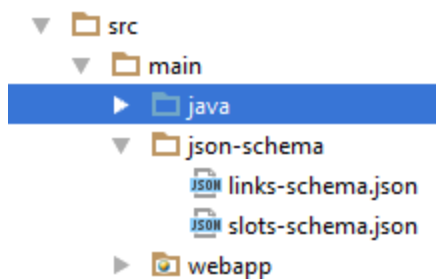 src
main
java
json-schema
JSON links-schema.json
JSON slots-schema.json
webapp